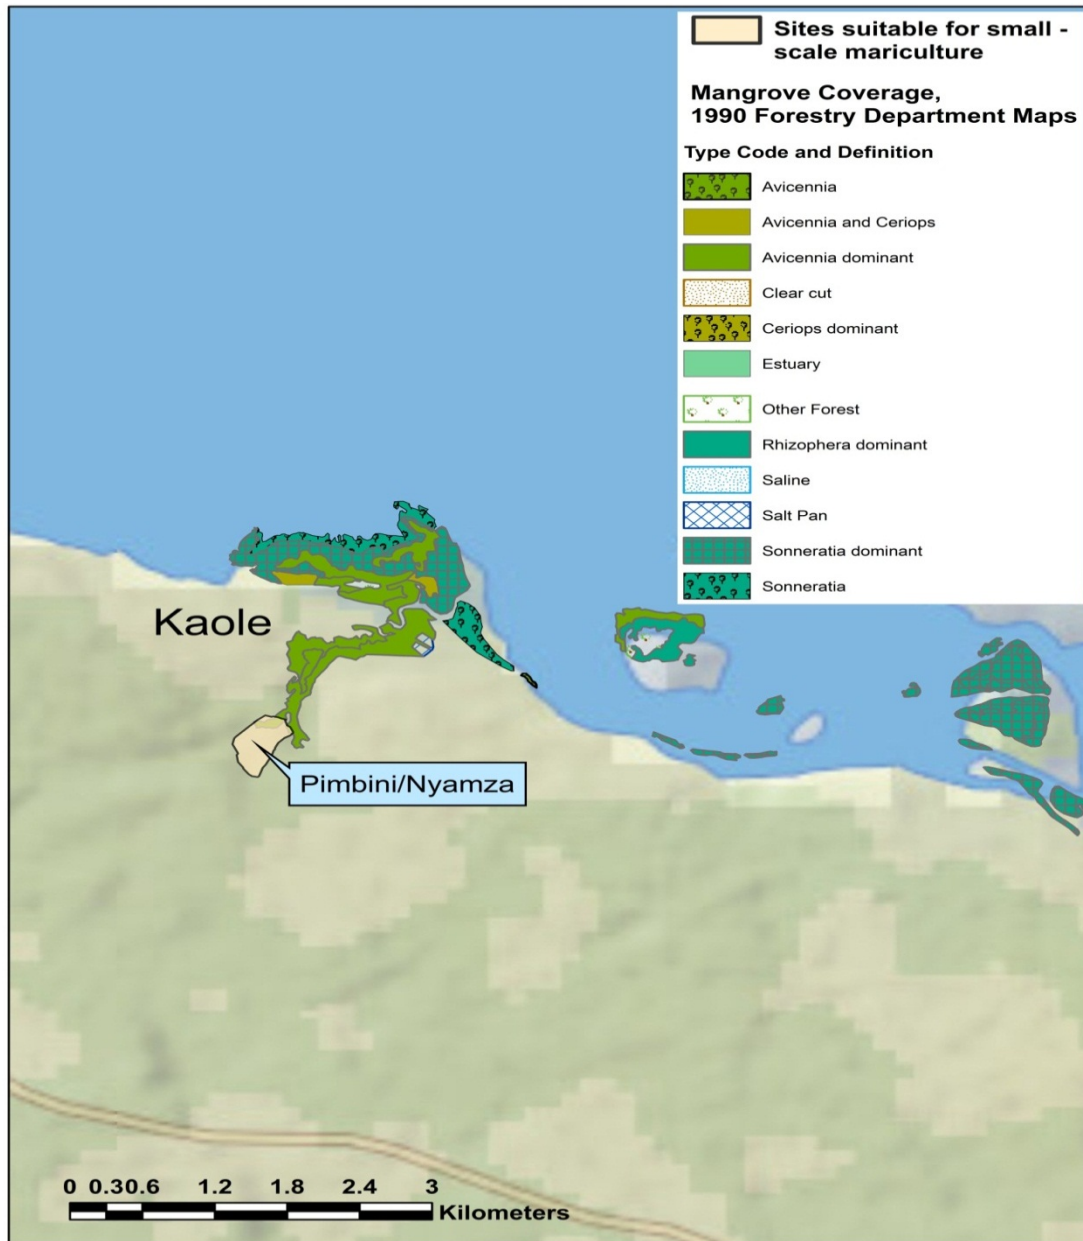 Sites suitable for small -
scale mariculture
Mangrove Coverage,
1990 Forestry Department Maps
Type Code and Definition
Avicennia
Avicennia and Ceriops
Avicennia dominant
Clear cut
Ceriops dominant
Estuary
Other Forest
Rhizophera dominant
Saline
Salt Pan
Sonneratia dominant
Sonneratia
Kaole
Pimbini/Nyamza
0 0.30.6 1.2 1.8 2.4 3
Kilometers